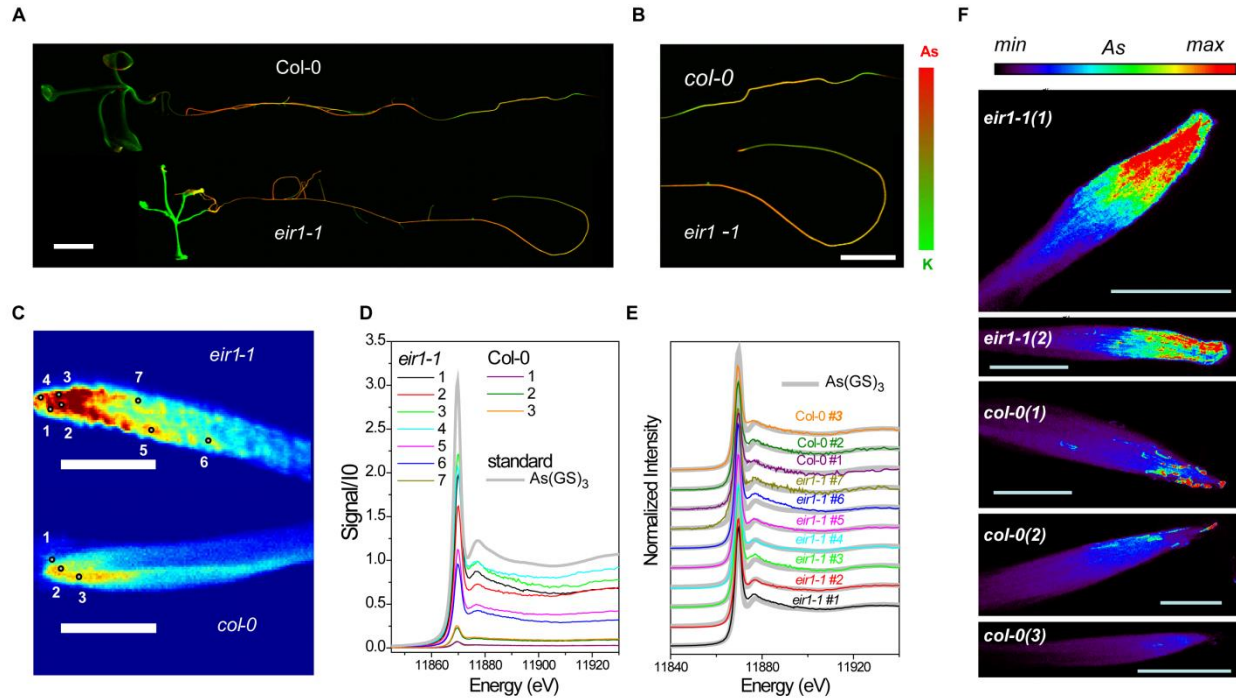 A
Col-0
eir1-1
B
col-0
eir1 -1
As
K
C
eir1-1
4 3 7
1 2 5 6
1
2 3
col-0
D
3.5
3.0
2.5
2.0
1.5
1.0
0.5
0.0
Signal/I0
eir1-1
1
2
3
4
5
6
7
Col-0
1
2
3
standard
As(GS)3
11860 11880 11900 11920
Energy (eV)
E
Normalized Intensity
As(GS)3
Col-0 #3
Col-0 #2
Col-0 #1
eir1-1 #7
eir1-1 #6
eir1-1 #5
eir1-1 #4
eir1-1 #3
eir1-1 #2
eir1-1 #1
11840 11880 11920
Energy (eV)
F
min As max
eir1-1(1)
eir1-1(2)
col-0(1)
col-0(2)
col-0(3)